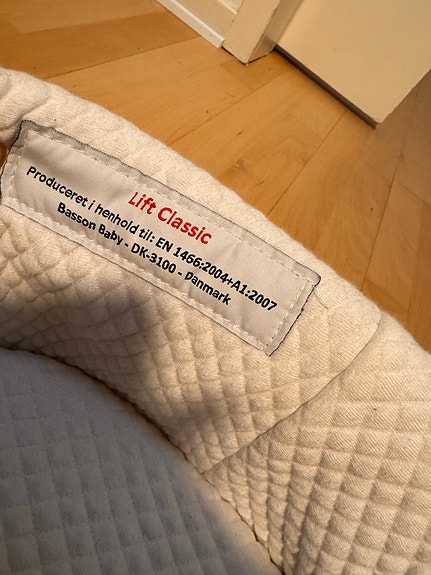 Lift Classic
Produceret i henhold til: EN 1466:2004+A1:2007
Basson Baby - DK-3100 - Danmark